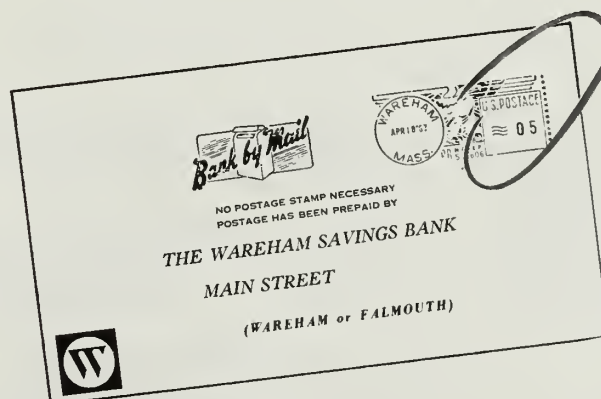 Bank by Mail
WAREHAM
APR 18 '67
MASS.
U.S. POSTAGE
05
NO POSTAGE STAMP NECESSARY
POSTAGE HAS BEEN PREPAID BY
THE WAREHAM SAVINGS BANK
MAIN STREET
(WAREHAM or FALMOUTH)
W